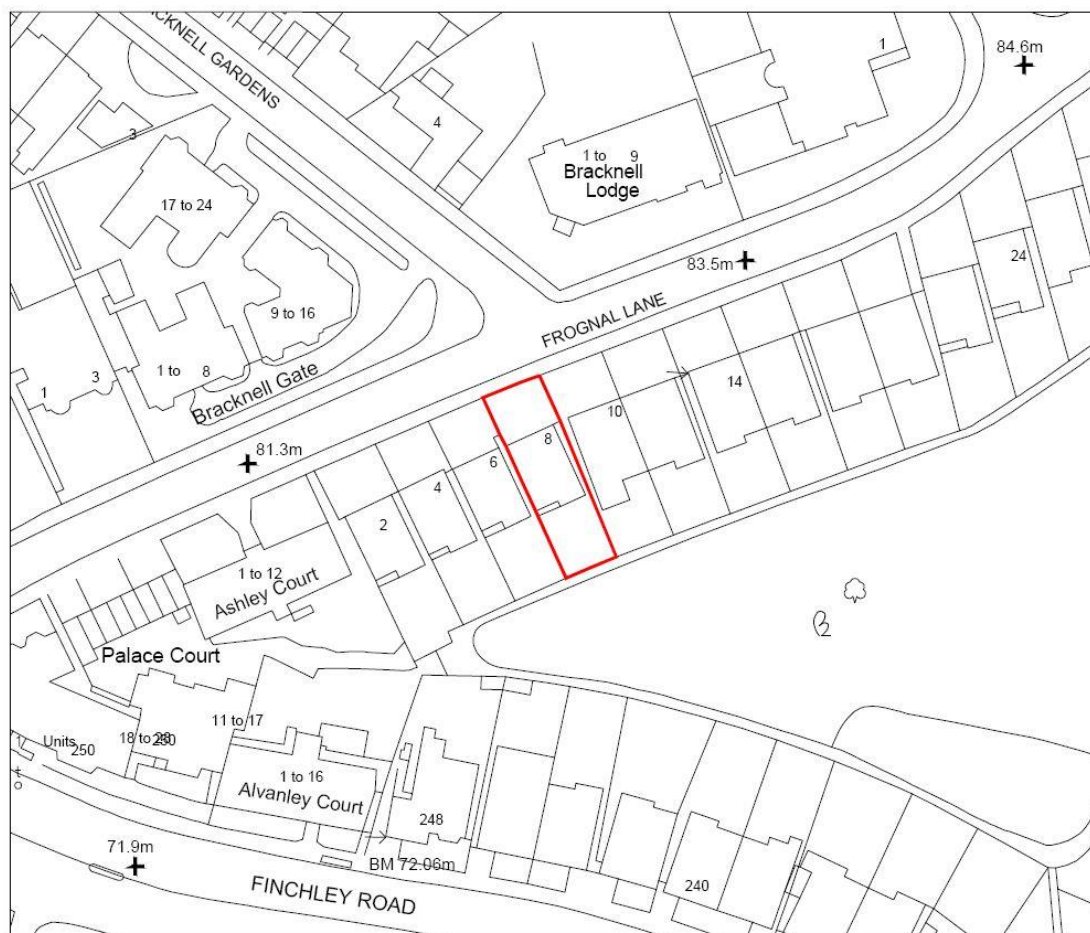 ACKNELL GARDENS
84.6m
1
4
3
1 to 9
Bracknell
Lodge
17 to 24
83.5m
24
9 to 16
FROGNAL LANE
1 to 8
Bracknell Gate
1
3
14
10
8
6
4
2
81.3m
1 to 12
Ashley Court
Palace Court
11 to 17
Units
250
1 to 16
Alvanley Court
248
71.9m
BM 72.06m
240
FINCHLEY ROAD